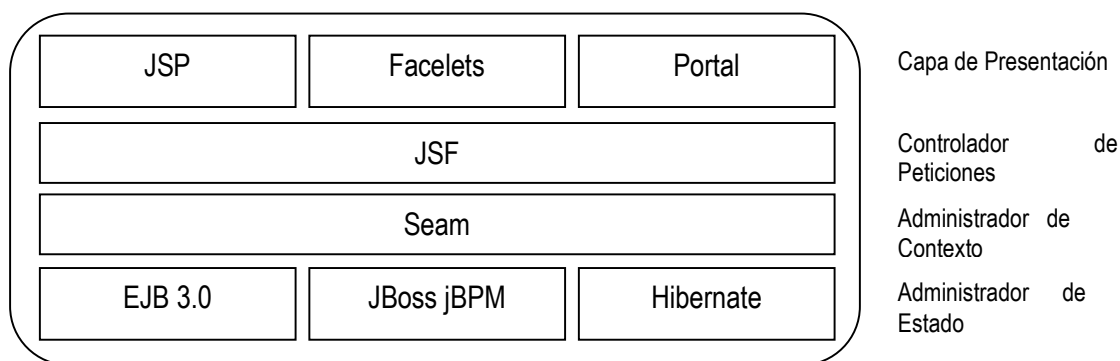 JSP Facelets Portal Capa de Presentación
JSF Controlador de
Peticiones
Seam Administrador de
Contexto
EJB 3.0 JBoss jBPM Hibernate Administrador de
Estado